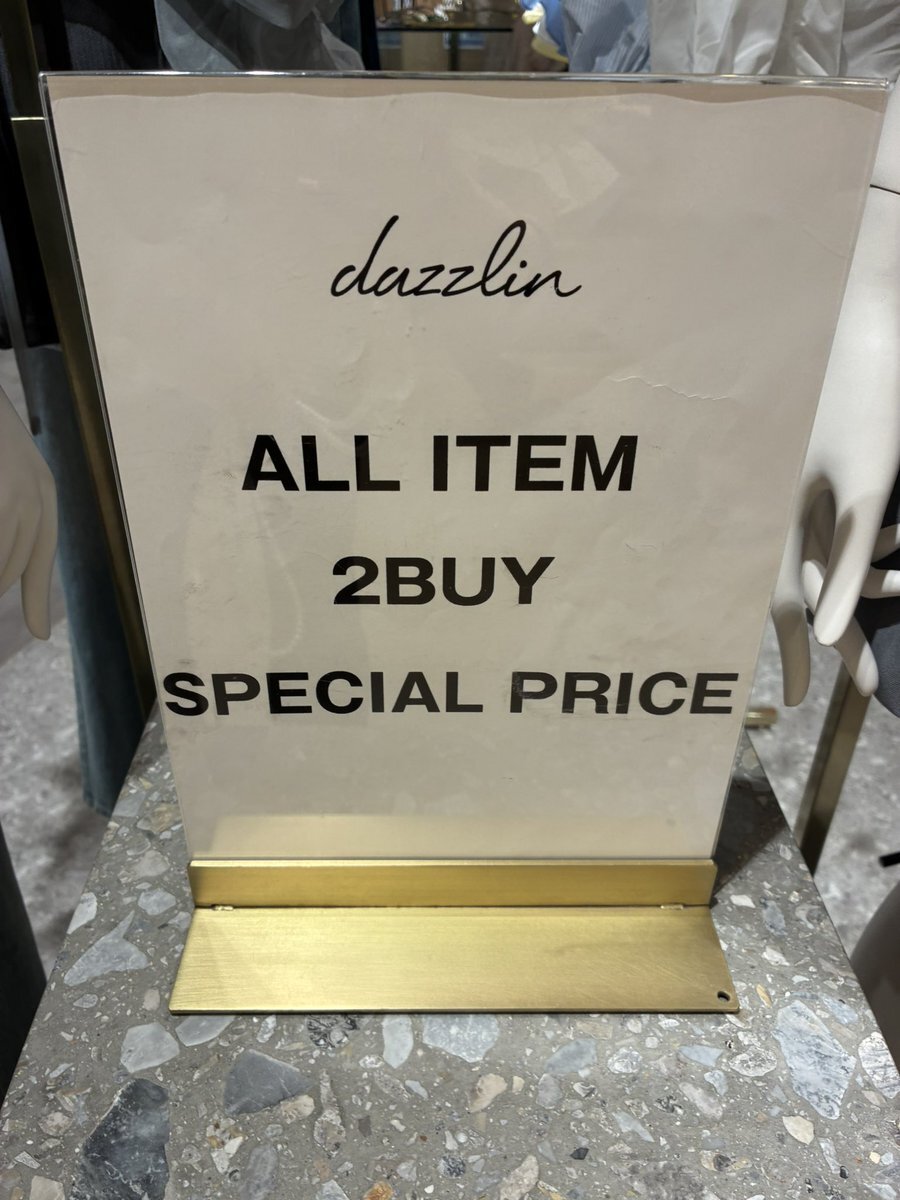 dazzlin
ALL ITEM
2BUY
SPECIAL PRICE